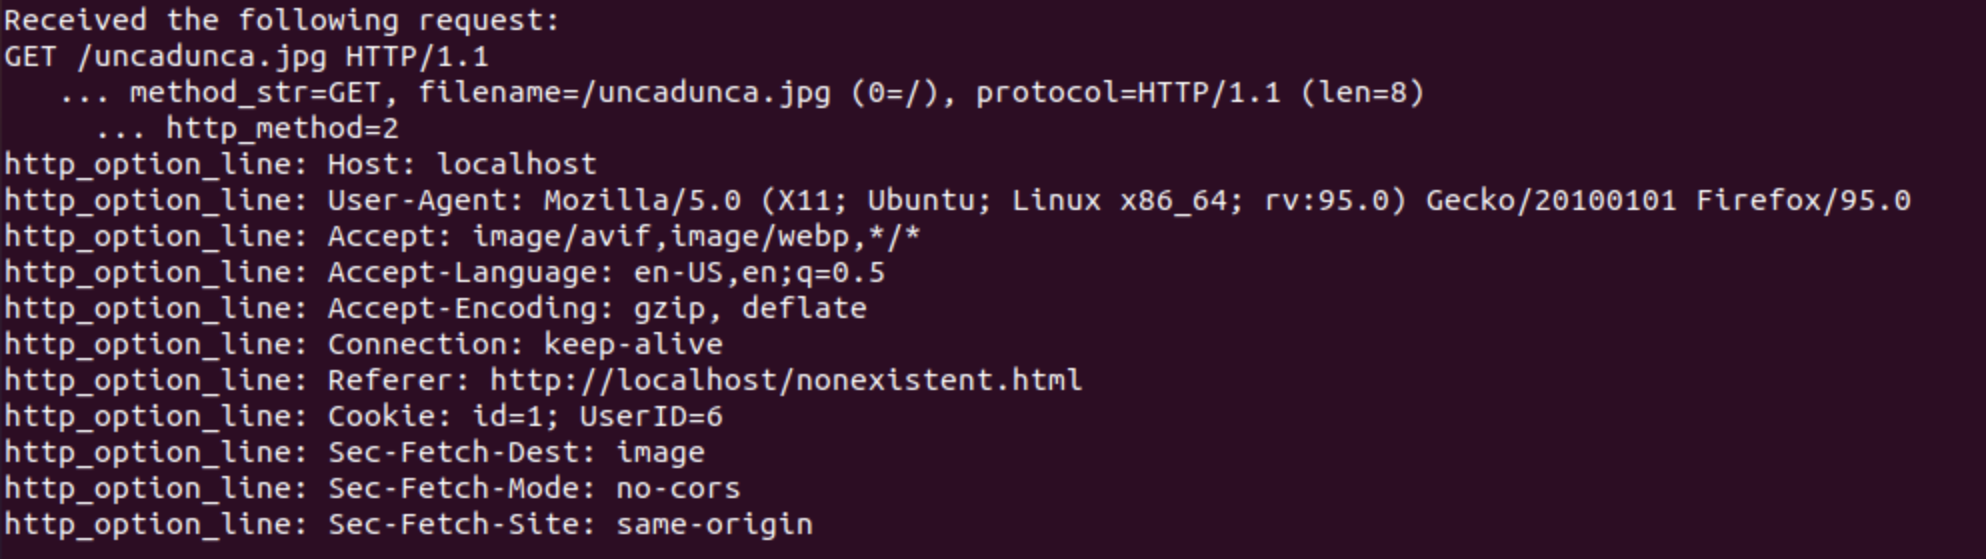 Received the following request:
GET /uncadunca.jpg HTTP/1.1
... method_str=GET, filename=/uncadunca.jpg (0=/), protocol=HTTP/1.1 (len=8)
... http_method=2
http_option_line: Host: localhost
http_option_line: User-Agent: Mozilla/5.0 (X11; Ubuntu; Linux x86_64; rv:95.0) Gecko/20100101 Firefox/95.0
http_option_line: Accept: image/avif,image/webp,*/*
http_option_line: Accept-Language: en-US,en;q=0.5
http_option_line: Accept-Encoding: gzip, deflate
http_option_line: Connection: keep-alive
http_option_line: Referer: http://localhost/nonexistent.html
http_option_line: Cookie: id=1; UserID=6
http_option_line: Sec-Fetch-Dest: image
http_option_line: Sec-Fetch-Mode: no-cors
http_option_line: Sec-Fetch-Site: same-origin